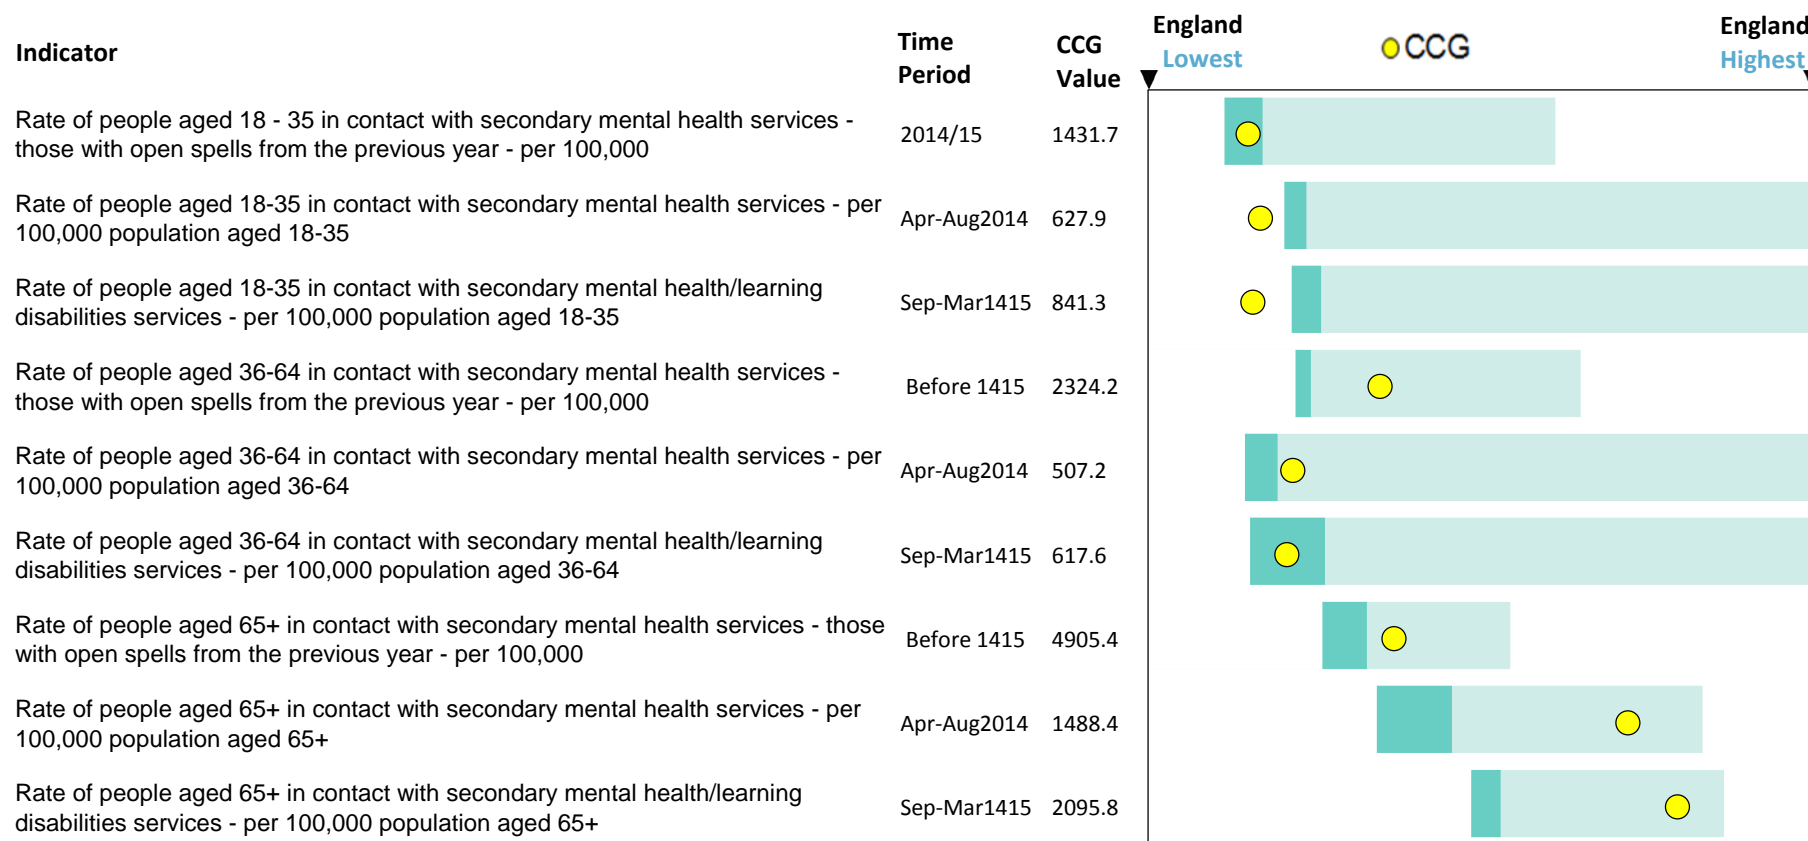 Indicator
Time
Period
CCG
Value
England
Lowest
CCG
England
Highest
Rate of people aged 18 - 35 in contact with secondary mental health services -
those with open spells from the previous year - per 100,000
2014/15
1431.7
Rate of people aged 18-35 in contact with secondary mental health services - per
100,000 population aged 18-35
Apr-Aug2014
627.9
Rate of people aged 18-35 in contact with secondary mental health/learning
disabilities services - per 100,000 population aged 18-35
Sep-Mar1415
841.3
Rate of people aged 36-64 in contact with secondary mental health services -
those with open spells from the previous year - per 100,000
Before 1415
2324.2
Rate of people aged 36-64 in contact with secondary mental health services - per
100,000 population aged 36-64
Apr-Aug2014
507.2
Rate of people aged 36-64 in contact with secondary mental health/learning
disabilities services - per 100,000 population aged 36-64
Sep-Mar1415
617.6
Rate of people aged 65+ in contact with secondary mental health services - those
with open spells from the previous year - per 100,000
Before 1415
4905.4
Rate of people aged 65+ in contact with secondary mental health services - per
100,000 population aged 65+
Apr-Aug2014
1488.4
Rate of people aged 65+ in contact with secondary mental health/learning
disabilities services - per 100,000 population aged 65+
Sep-Mar1415
2095.8